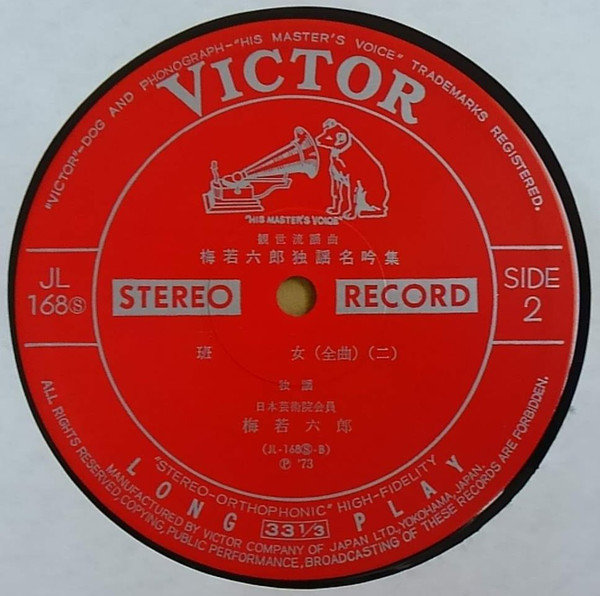 "VICTOR"-DOG AND PHONOGRAPH-"HIS MASTER'S VOICE" TRADEMARKS REGISTERED.
VICTOR
"HIS MASTER'S VOICE"
観世流謡曲
梅若六郎独謡名吟集
JL
168Ⓢ
STEREO RECORD
SIDE
2
班 女(全曲)(二)
独謡
日本芸術院会員
梅若六郎
(JL-168Ⓢ-B)
Ⓟ '73
"STEREO-ORTHOPHONIC" HIGH-FIDELITY
LONG 33 1/3 PLAY
MANUFACTURED BY VICTOR COMPANY OF JAPAN LTD. YOKOHAMA, JAPAN.
ALL RIGHTS RESERVED, COPYING, PUBLIC PERFORMANCE, BROADCASTING OF THESE RECORDS ARE FORBIDDEN.